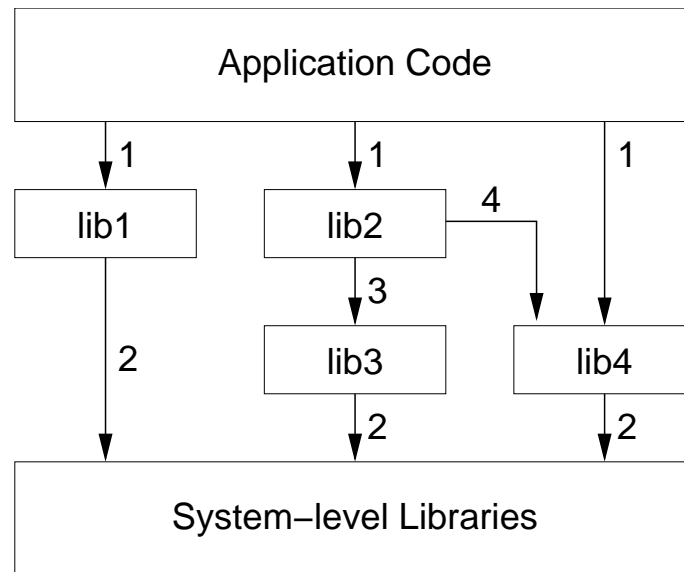 Application Code
1
1
1
lib1
lib2
4
3
2
lib3
lib4
2
2
System−level Libraries